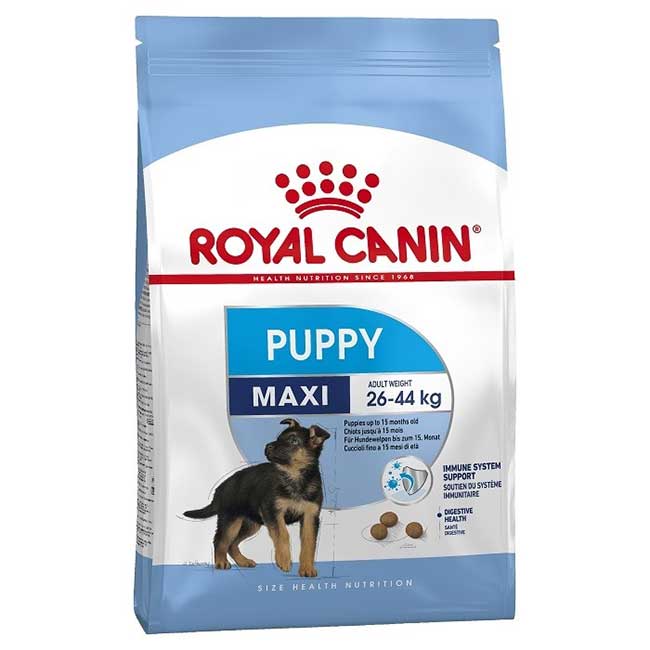 ROYAL CANIN®
HEALTH NUTRITION SINCE 1968
PUPPY
MAXI
ADULT WEIGHT
26-44 kg
Puppies up to 15 months old
Chiots jusqu'à 15 mois
Für Hundewelpen bis zum 15. Monat
Cuccioli fino a 15 mesi di età
IMMUNE SYSTEM
SUPPORT
SOUTIEN DU SYSTÈME
IMMUNITAIRE
DIGESTIVE
HEALTH
SANTÉ
DIGESTIVE
SIZE HEALTH NUTRITION